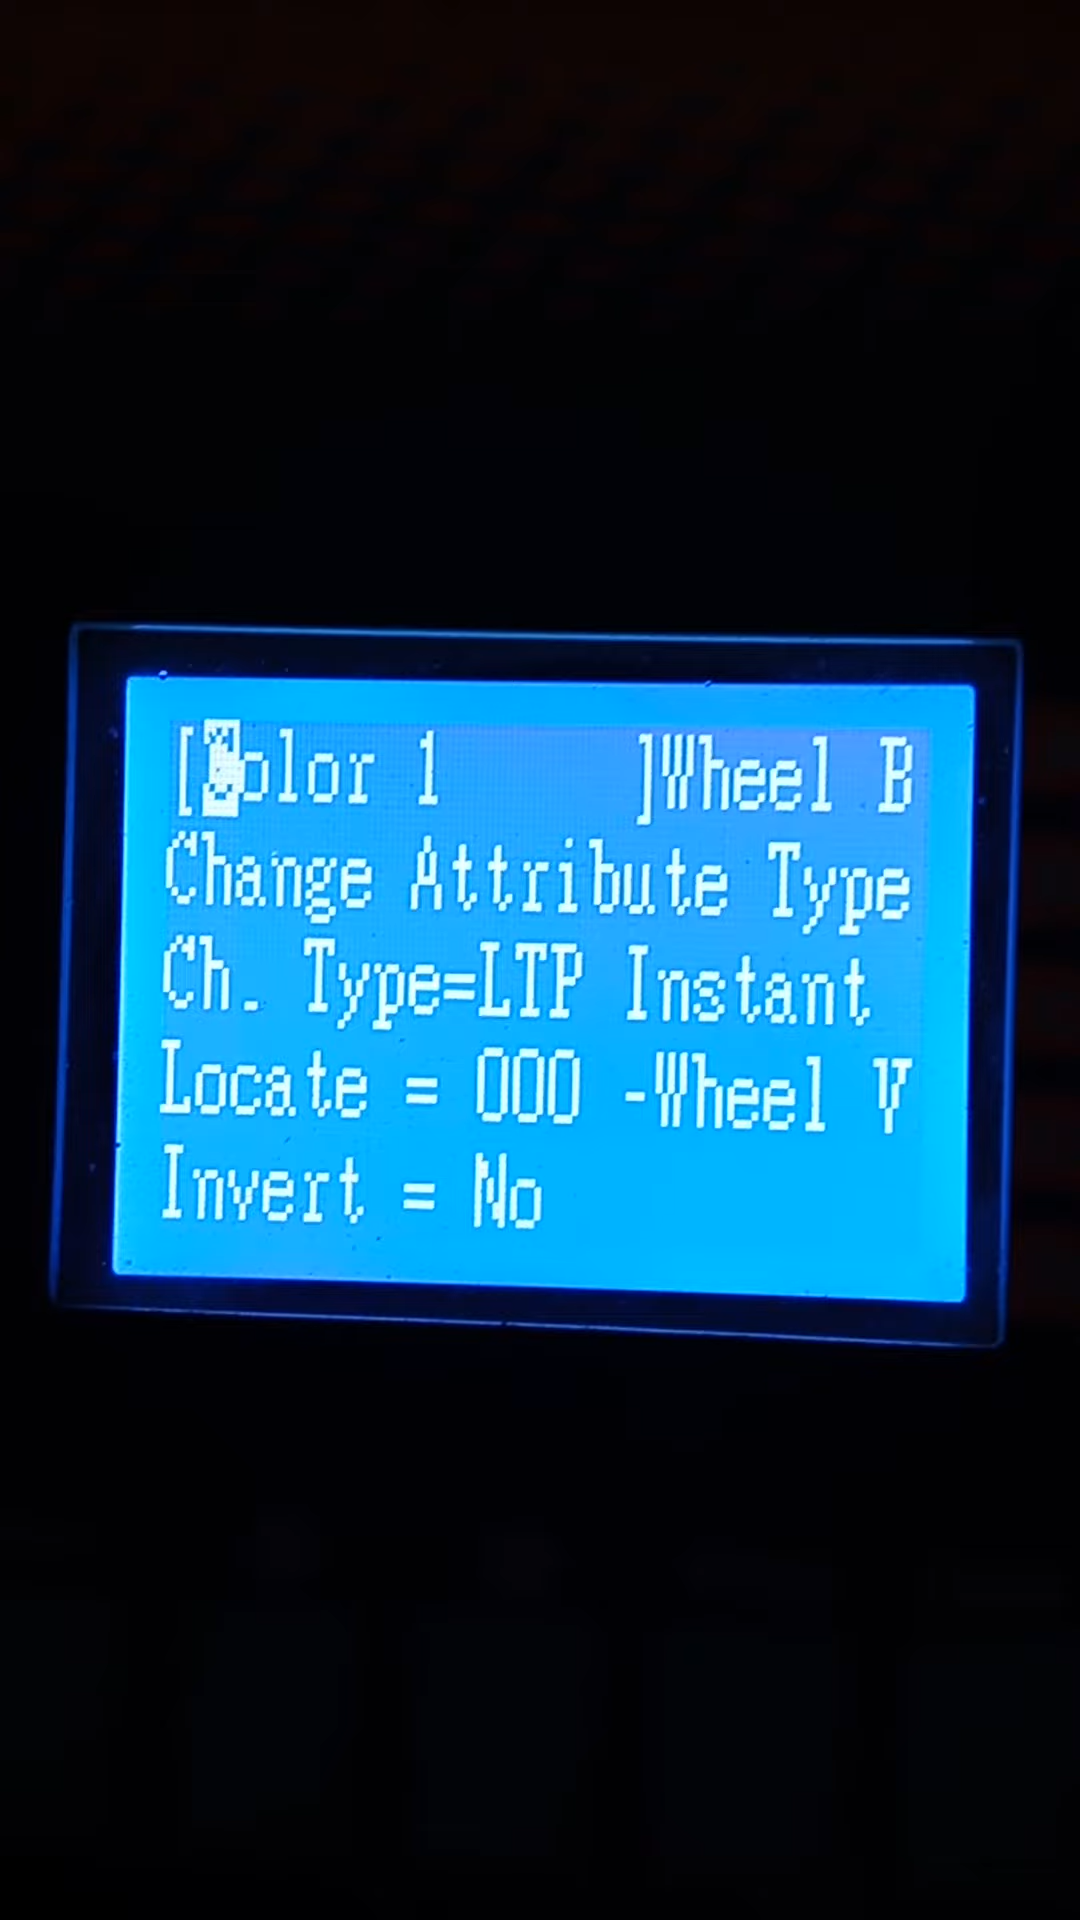 [Color 1 ]Wheel B
Change Attribute Type
Ch. Type=LTP Instant
Locate = 000 -Wheel V
Invert = No